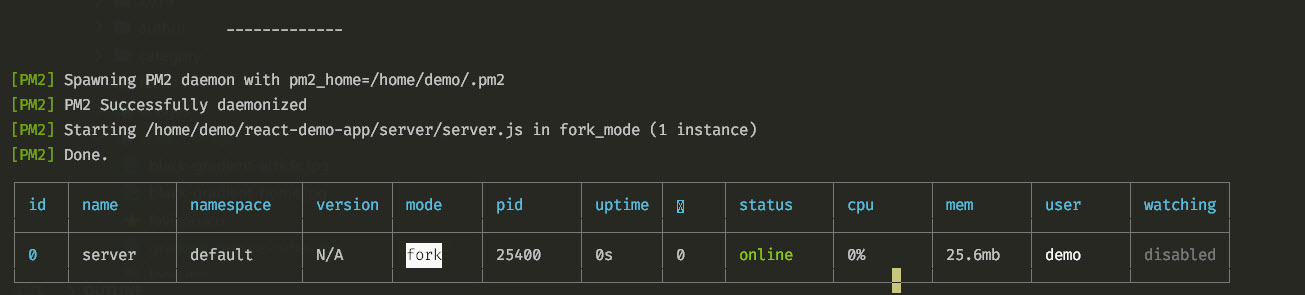 author
-------------
category
[PM2] Spawning PM2 daemon with pm2_home=/home/demo/.pm2
[PM2] PM2 Successfully daemonized
[PM2] Starting /home/demo/react-demo-app/server/server.js in fork_mode (1 instance)
[PM2] Done.
id name namespace version mode pid uptime status cpu mem user watching
0 server default N/A fork 25400 0s 0 online 0% 25.6mb demo disabled